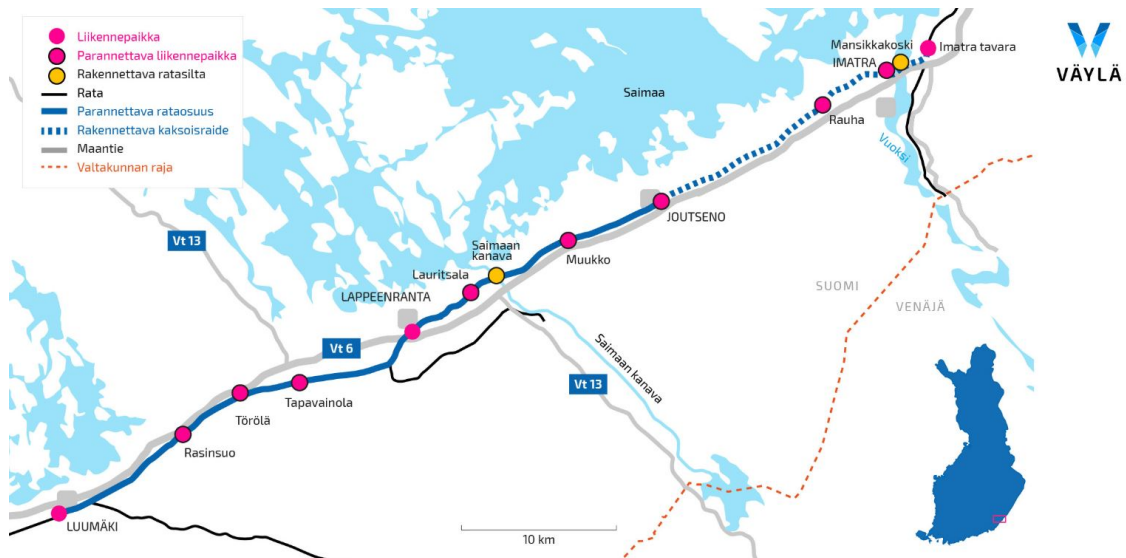 Liikennepaikka
Parannettava liikennepaikka
Rakennettava ratasilta
Rata
Parannettava rataosuus
Rakennettava kaksoisraide
Maantie
Valtakunnan raja
VÄYLÄ
Mansikkakoski
IMATRA
Imatra tavara
Saimaa
Rauha
Vuoksi
JOUTSENO
Vt 13
Saimaan
kanava
Muukko
Lauritsala
LAPPEENRANTA
SUOMI
VENÄJÄ
Vt 6
Saimaan kanava
Vt 13
Tapavainola
Törölä
Rasinsuo
LUUMÄKI
10 km